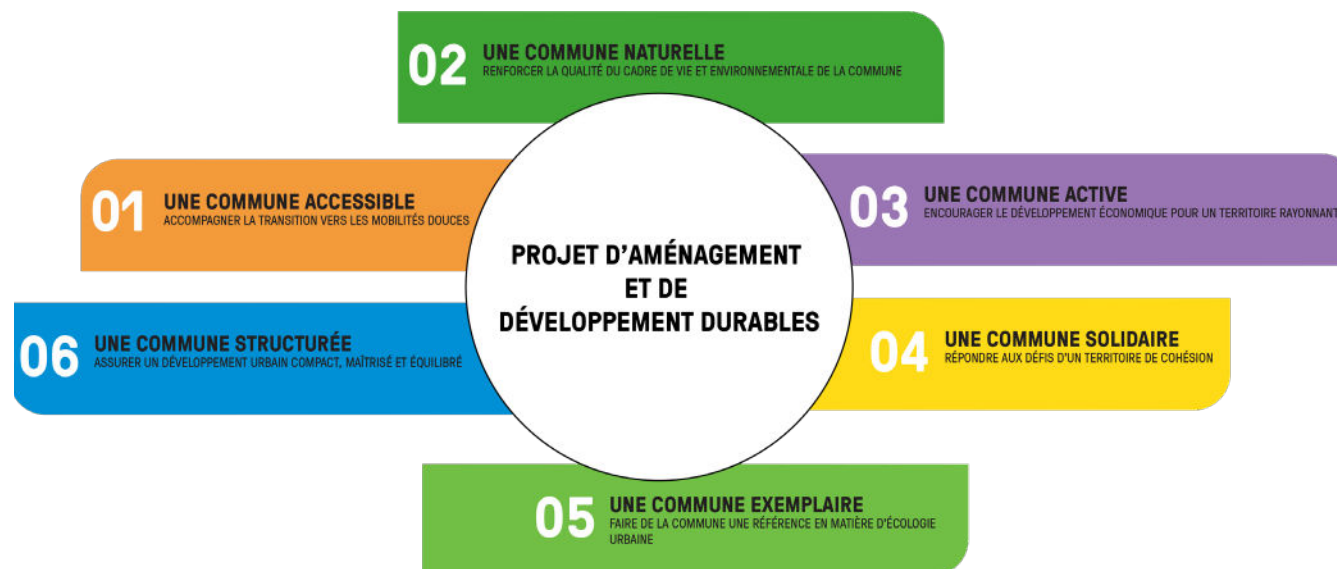 PROJET D'AMÉNAGEMENT
ET DE
DÉVELOPPEMENT DURABLES
01
UNE COMMUNE ACCESSIBLE
ACCOMPAGNER LA TRANSITION VERS LES MOBILITÉS DOUCES
02
UNE COMMUNE NATURELLE
RENFORCER LA QUALITÉ DU CADRE DE VIE ET ENVIRONNEMENTALE DE LA COMMUNE
03
UNE COMMUNE ACTIVE
ENCOURAGER LE DÉVELOPPEMENT ÉCONOMIQUE POUR UN TERRITOIRE RAYONNANT
04
UNE COMMUNE SOLIDAIRE
RÉPONDRE AUX DÉFIS D'UN TERRITOIRE DE COHÉSION
05
UNE COMMUNE EXEMPLAIRE
FAIRE DE LA COMMUNE UNE RÉFÉRENCE EN MATIÈRE D'ÉCOLOGIE
URBAINE
06
UNE COMMUNE STRUCTURÉE
ASSURER UN DÉVELOPPEMENT URBAIN COMPACT, MAÎTRISÉ ET ÉQUILIBRÉ